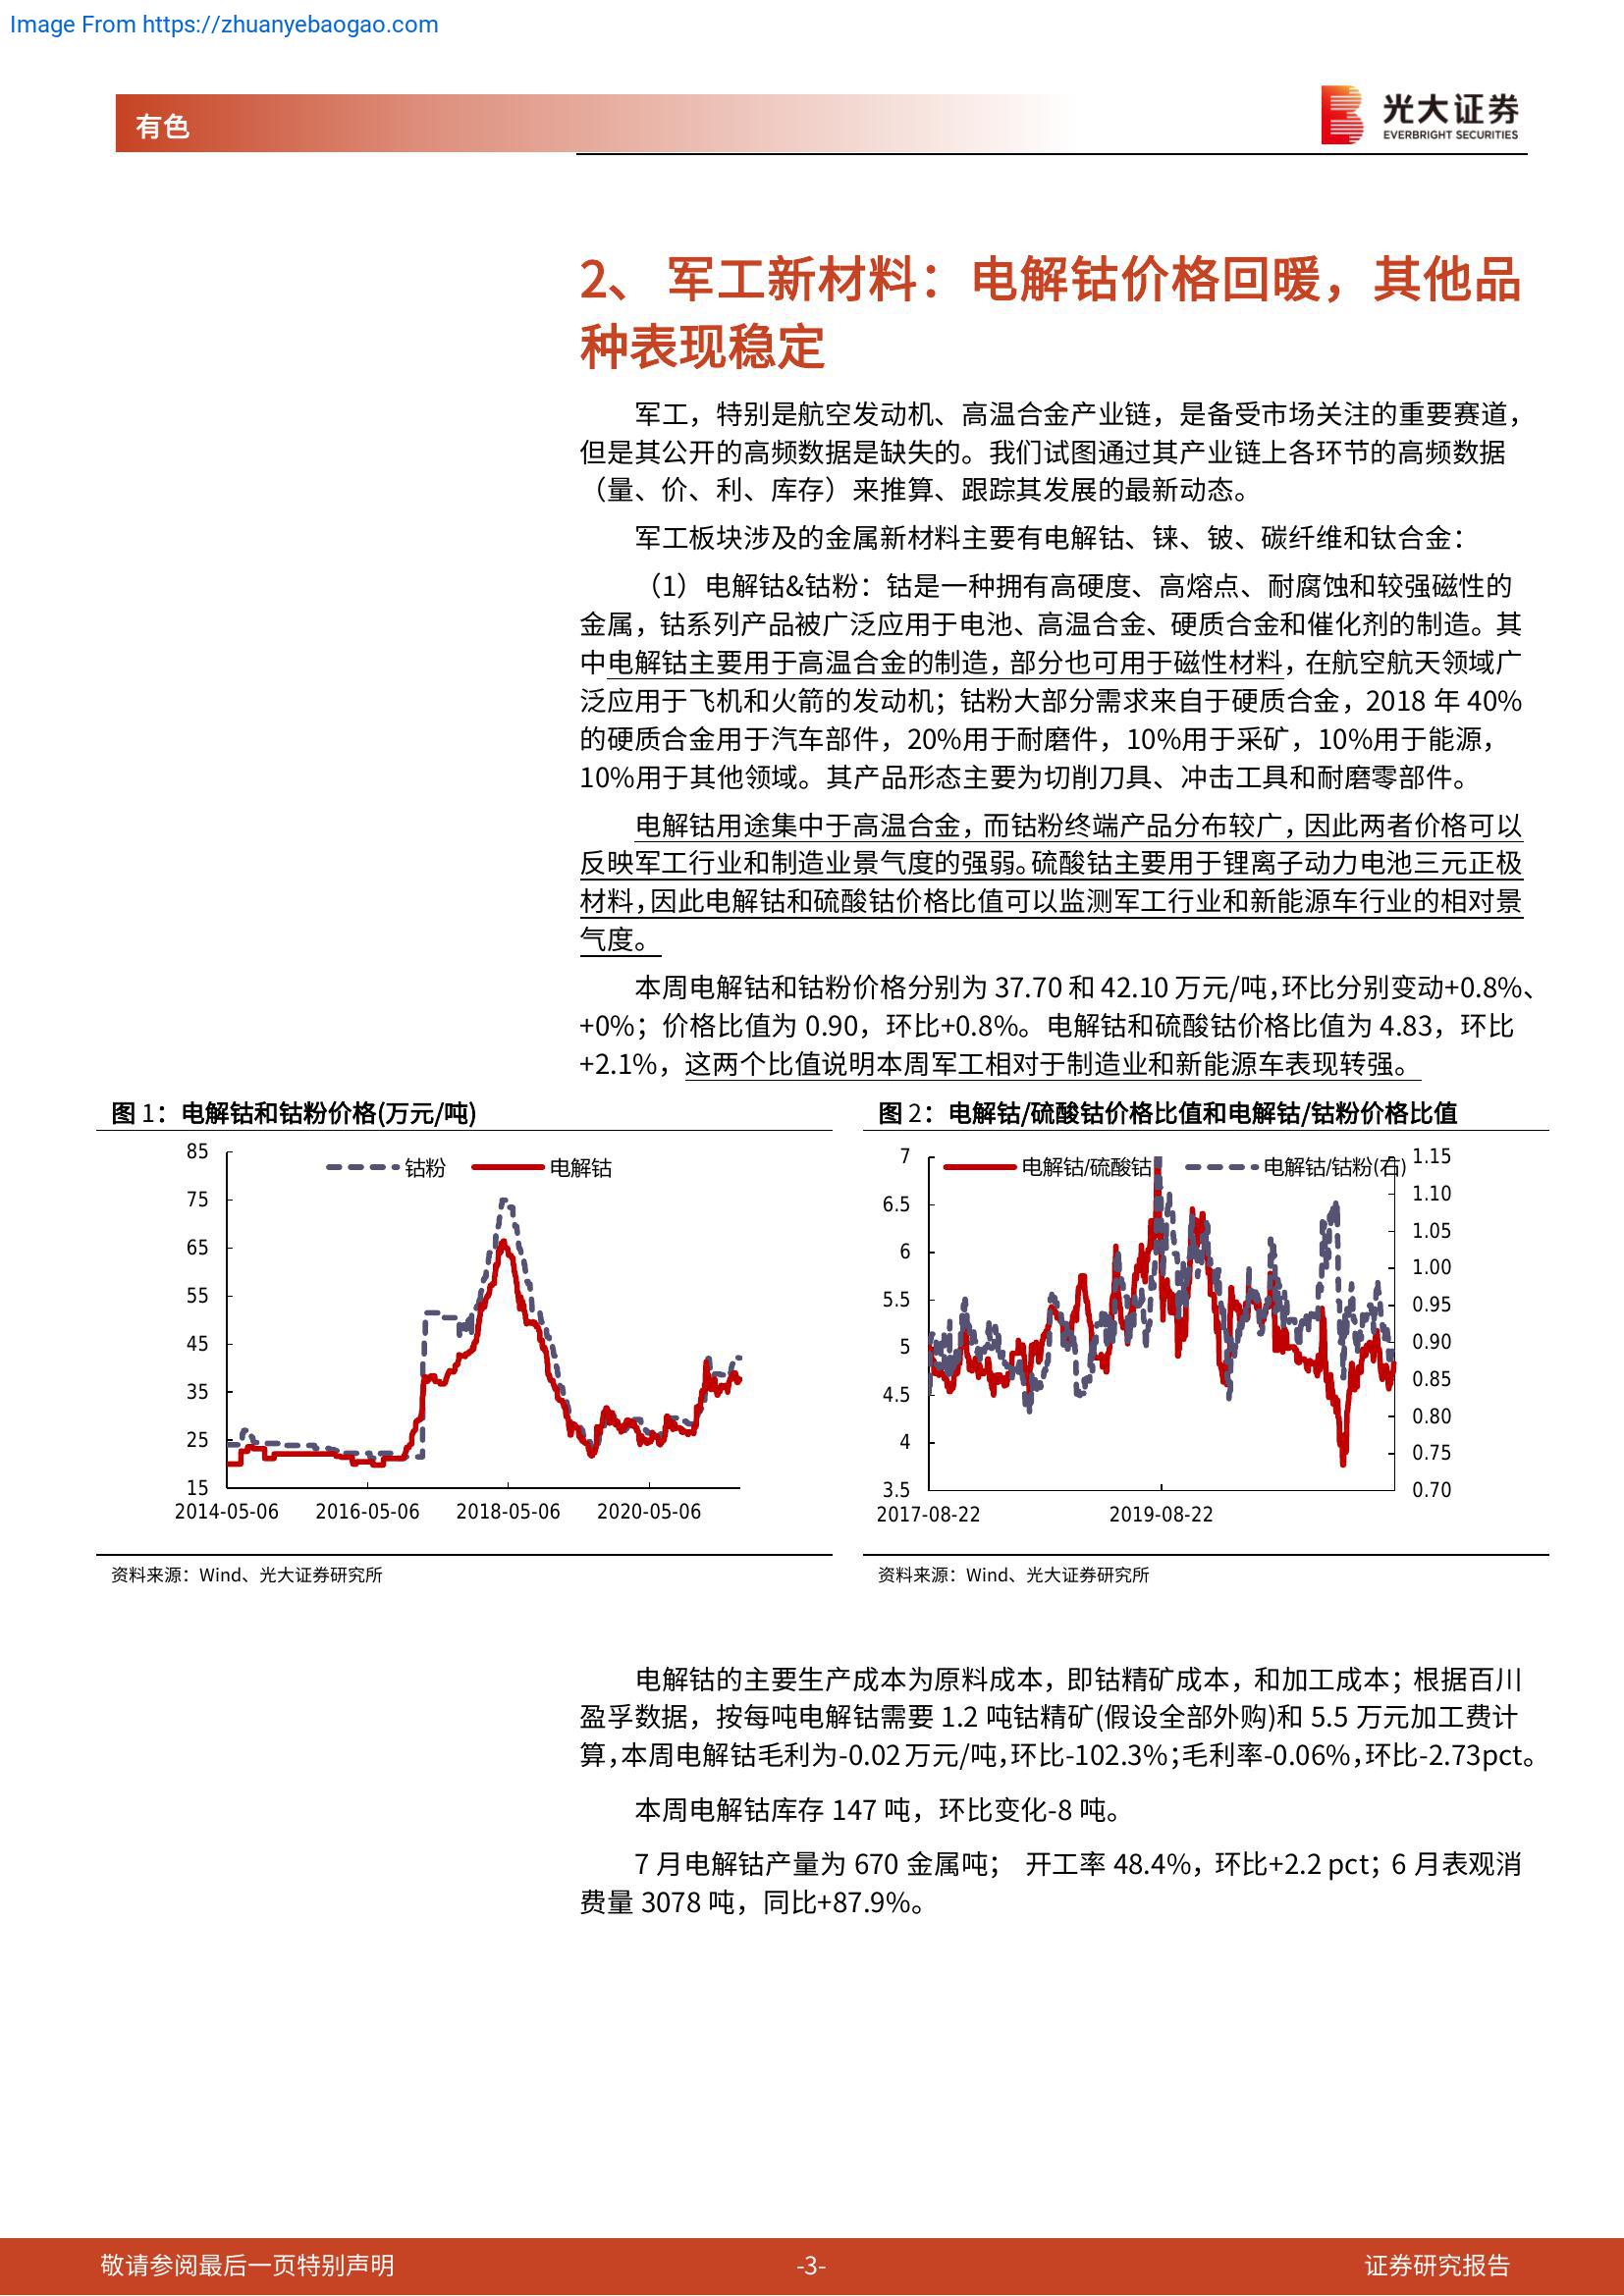 Image From https://zhuanyebaogao.com
有色
光大证券
EVERBRIGHT SECURITIES
2、 军工新材料：电解钴价格回暖，其他品
种表现稳定
军工，特别是航空发动机、高温合金产业链，是备受市场关注的重要赛道，
但是其公开的高频数据是缺失的。我们试图通过其产业链上各环节的高频数据
（量、价、利、库存）来推算、跟踪其发展的最新动态。
军工板块涉及的金属新材料主要有电解钴、铼、铍、碳纤维和钛合金：
（1）电解钴&钴粉：钴是一种拥有高硬度、高熔点、耐腐蚀和较强磁性的
金属，钴系列产品被广泛应用于电池、高温合金、硬质合金和催化剂的制造。其
中电解钴主要用于高温合金的制造，部分也可用于磁性材料，在航空航天领域广
泛应用于飞机和火箭的发动机；钴粉大部分需求来自于硬质合金，2018 年 40%
的硬质合金用于汽车部件，20%用于耐磨件，10%用于采矿，10%用于能源，
10%用于其他领域。其产品形态主要为切削刀具、冲击工具和耐磨零部件。
电解钴用途集中于高温合金，而钴粉终端产品分布较广，因此两者价格可以
反映军工行业和制造业景气度的强弱。硫酸钴主要用于锂离子动力电池三元正极
材料，因此电解钴和硫酸钴价格比值可以监测军工行业和新能源车行业的相对景
气度。
本周电解钴和钴粉价格分别为 37.70 和 42.10 万元/吨，环比分别变动+0.8%、
+0%；价格比值为 0.90，环比+0.8%。电解钴和硫酸钴价格比值为 4.83，环比
+2.1%，这两个比值说明本周军工相对于制造业和新能源车表现转强。
图 1：电解钴和钴粉价格(万元/吨)
钴粉 电解钴
85
75
65
55
45
35
25
15
2014-05-06 2016-05-06 2018-05-06 2020-05-06
资料来源：Wind、光大证券研究所
图 2：电解钴/硫酸钴价格比值和电解钴/钴粉价格比值
电解钴/硫酸钴 电解钴/钴粉(右)
7
6.5
6
5.5
5
4.5
4
3.5
1.15
1.10
1.05
1.00
0.95
0.90
0.85
0.80
0.75
0.70
2017-08-22 2019-08-22
资料来源：Wind、光大证券研究所
电解钴的主要生产成本为原料成本，即钴精矿成本，和加工成本；根据百川
盈孚数据，按每吨电解钴需要 1.2 吨钴精矿(假设全部外购)和 5.5 万元加工费计
算，本周电解钴毛利为-0.02 万元/吨，环比-102.3%；毛利率-0.06%，环比-2.73pct。
本周电解钴库存 147 吨，环比变化-8 吨。
7 月电解钴产量为 670 金属吨； 开工率 48.4%，环比+2.2 pct；6 月表观消
费量 3078 吨，同比+87.9%。
敬请参阅最后一页特别声明
-3-
证券研究报告